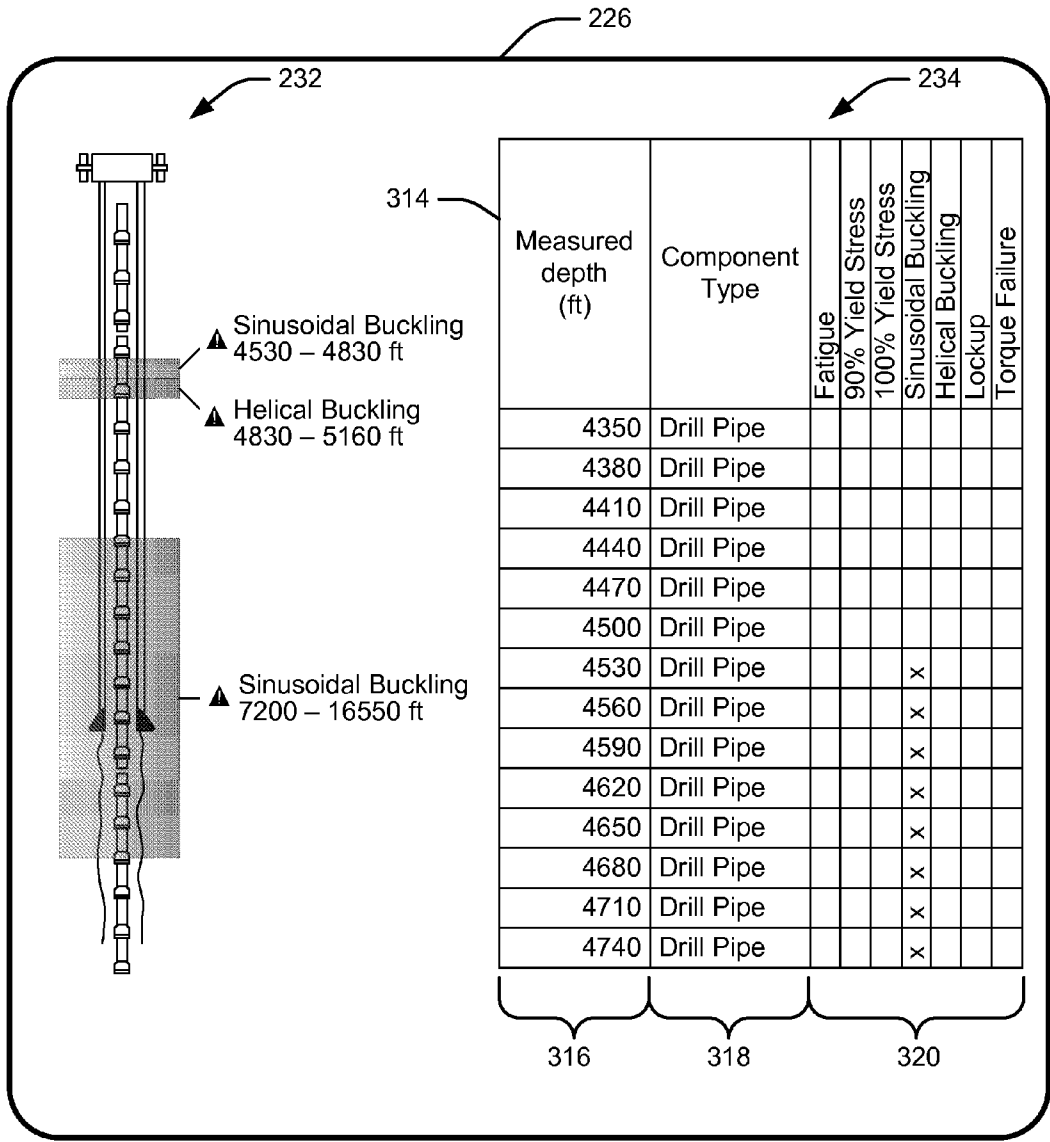 226
232
234
314
Measured
depth
(ft)
Component
Type
Fatigue
90% Yield Stress
100% Yield Stress
Sinusoidal Buckling
Helical Buckling
Lockup
Torque Failure
Sinusoidal Buckling
4530 – 4830 ft
Helical Buckling
4830 – 5160 ft
Sinusoidal Buckling
7200 – 16550 ft
4350 Drill Pipe
4380 Drill Pipe
4410 Drill Pipe
4440 Drill Pipe
4470 Drill Pipe
4500 Drill Pipe
4530 Drill Pipe x
4560 Drill Pipe x
4590 Drill Pipe x
4620 Drill Pipe x
4650 Drill Pipe x
4680 Drill Pipe x
4710 Drill Pipe x
4740 Drill Pipe x
316 318 320